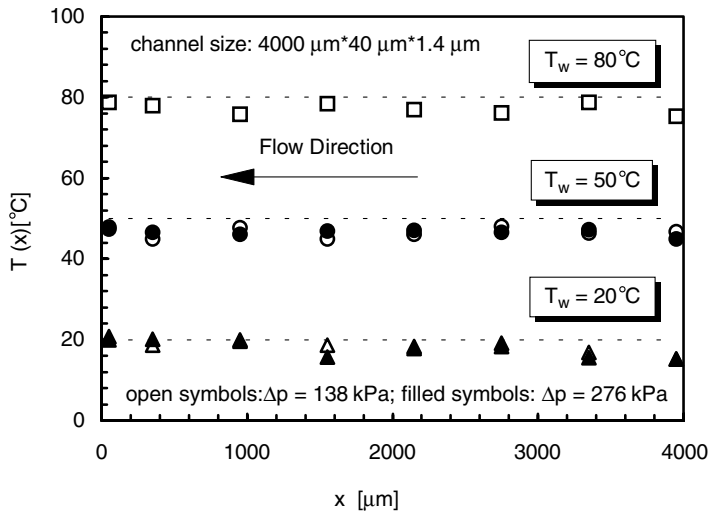 100
80
60
40
20
0
T (x)[°C]
channel size: 4000 μm*40 μm*1.4 μm
T_w = 80°C
Flow Direction
T_w = 50°C
T_w = 20°C
open symbols:Δp = 138 kPa; filled symbols: Δp = 276 kPa
0 1000 2000 3000 4000
x [μm]